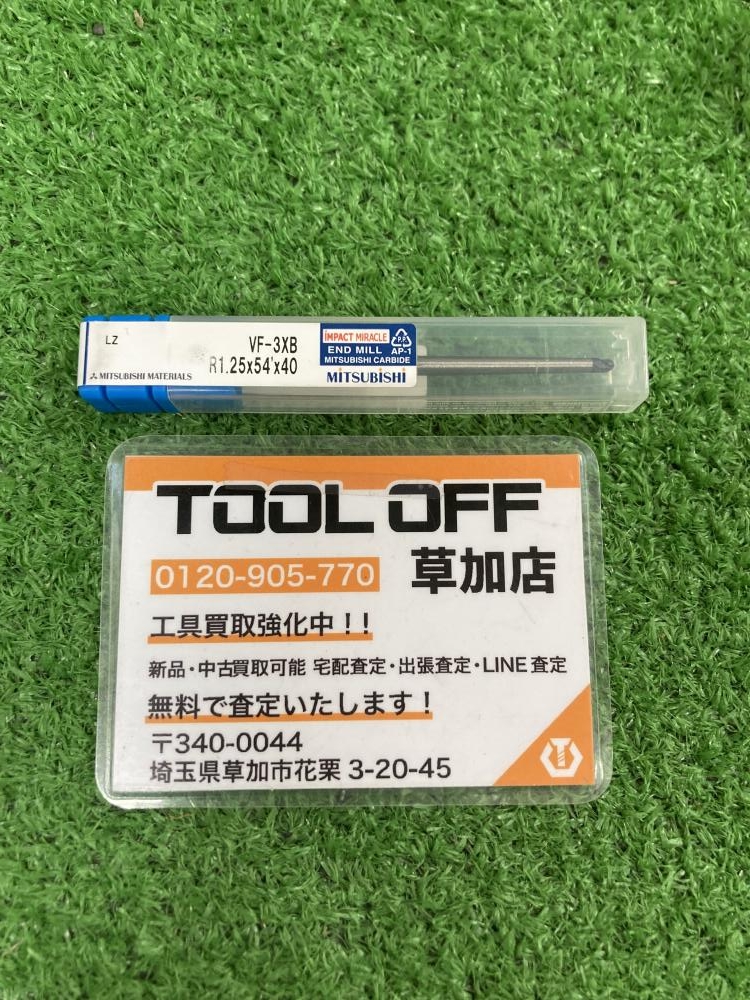 LZ
VF-3XB
R1.25x54'x40
MITSUBISHI MATERIALS
IMPACT MIRACLE
END MILL
MITSUBISHI CARBIDE
P.P.
AP-1
MITSUBISHI
TOOL OFF
0120-905-770 草加店
工具買取強化中!!
新品・中古買取可能 宅配査定・出張査定・LINE査定
無料で査定いたします!
〒340-0044
埼玉県草加市花栗 3-20-45